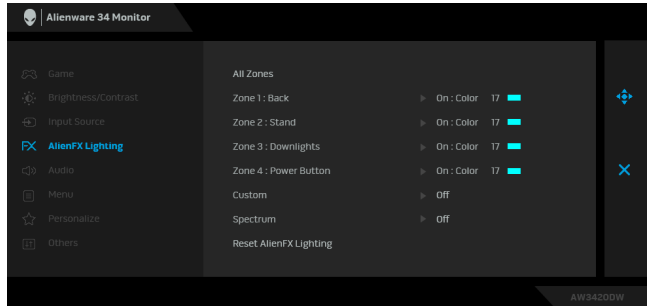 Alienware 34 Monitor
Game
Brightness/Contrast
Input Source
FX AlienFX Lighting
Audio
Menu
Personalize
Others
All Zones
Zone 1 : Back On : Color 17
Zone 2 : Stand On : Color 17
Zone 3 : Downlights On : Color 17
Zone 4 : Power Button On : Color 17
Custom Off
Spectrum Off
Reset AlienFX Lighting
AW3420DW